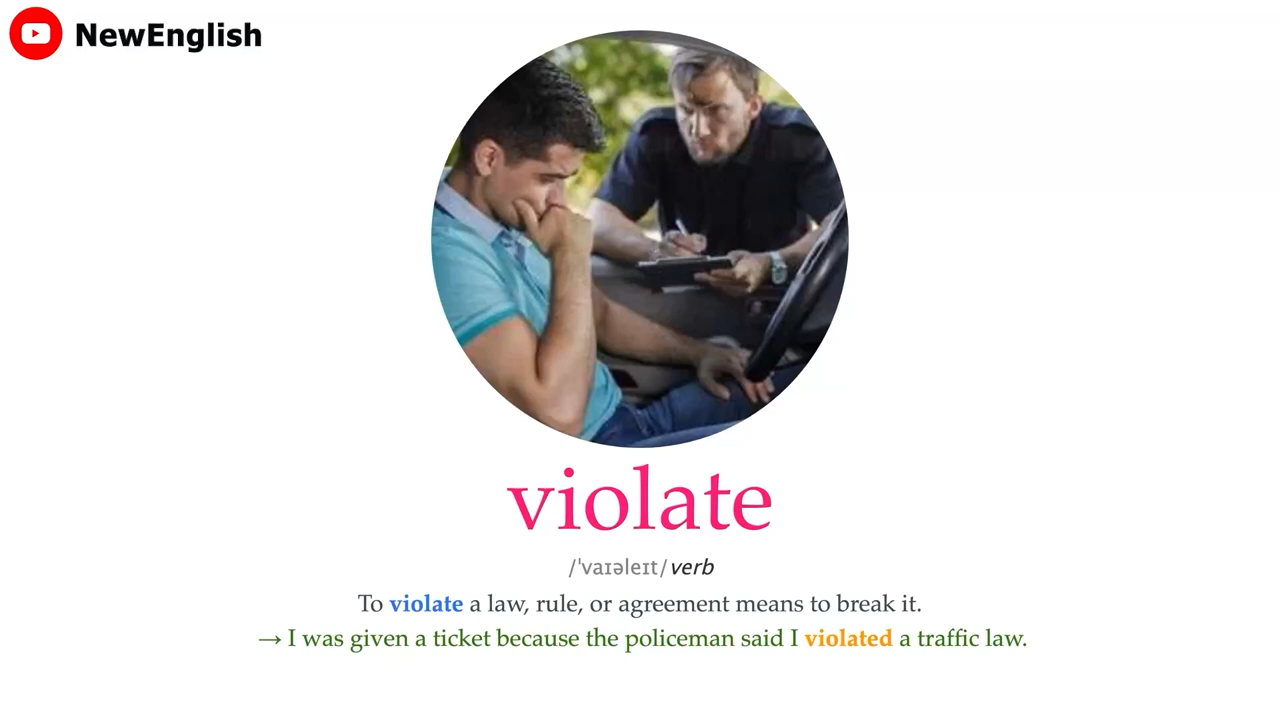 NewEnglish
violate
/ˈvaɪəleɪt/ verb
To violate a law, rule, or agreement means to break it.
→ I was given a ticket because the policeman said I violated a traffic law.